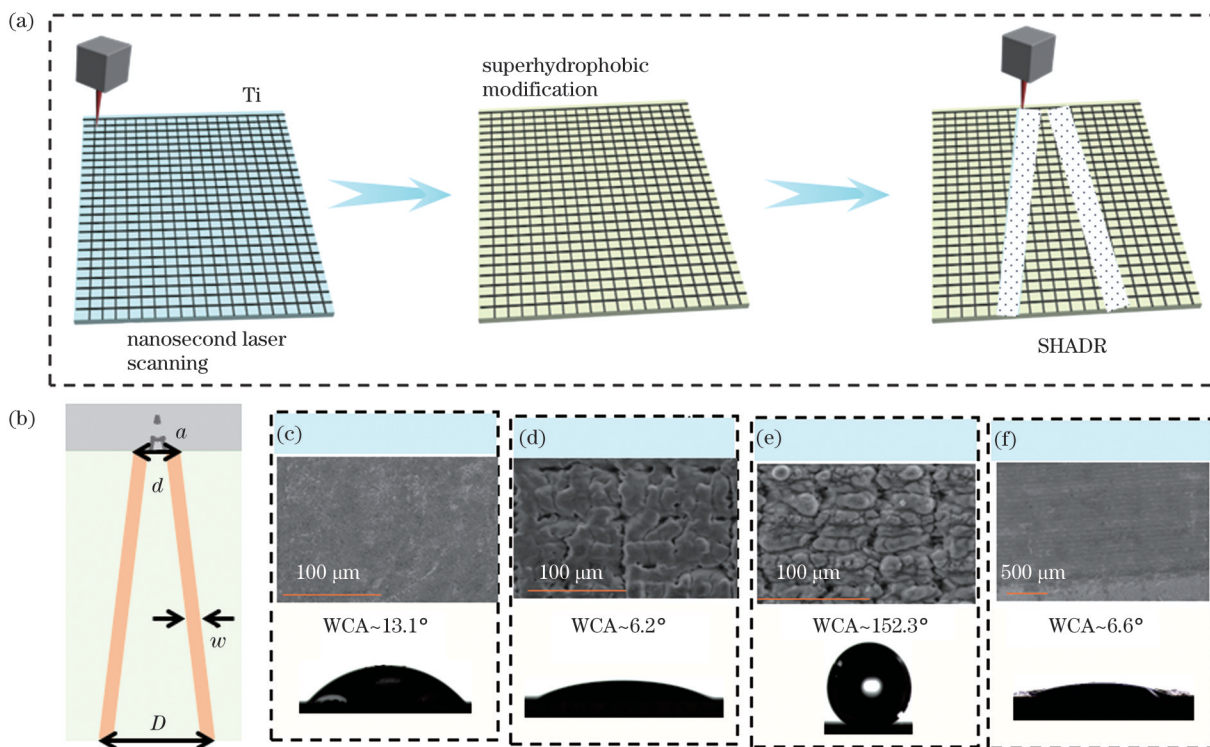 (a)
Ti
superhydrophobic
modification
nanosecond laser
scanning
SHADR
(b)
a
d
w
D
(c)
100 μm
WCA~13.1°
(d)
100 μm
WCA~6.2°
(e)
100 μm
WCA~152.3°
(f)
500 μm
WCA~6.6°